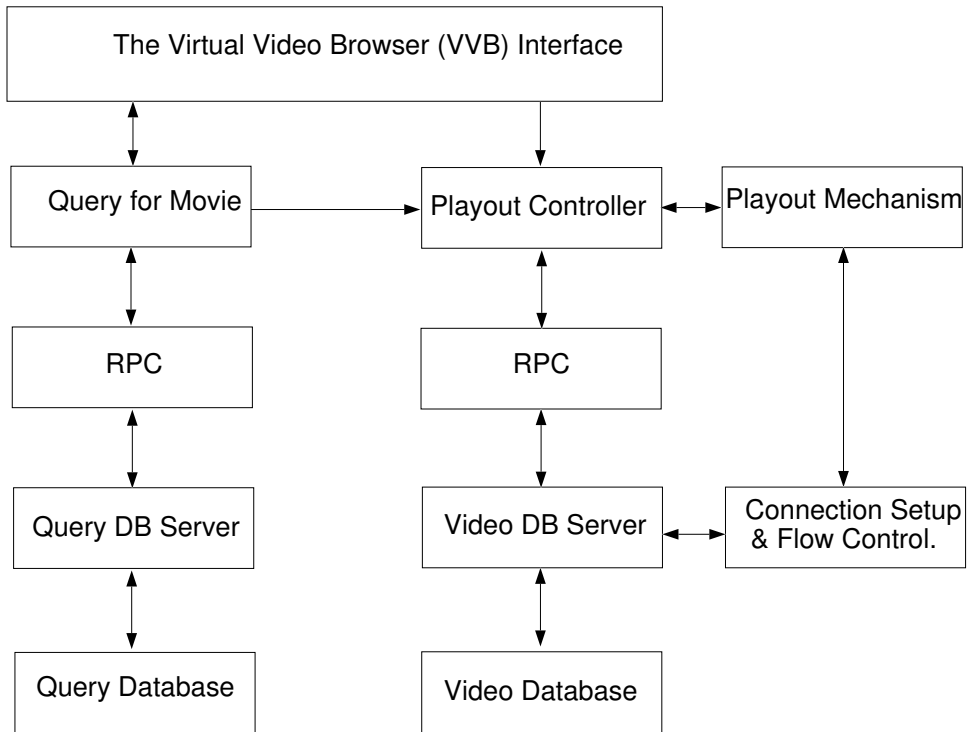 The Virtual Video Browser (VVB) Interface
Query for Movie
Playout Controller
Playout Mechanism
RPC
RPC
Query DB Server
Video DB Server
Connection Setup
& Flow Control.
Query Database
Video Database